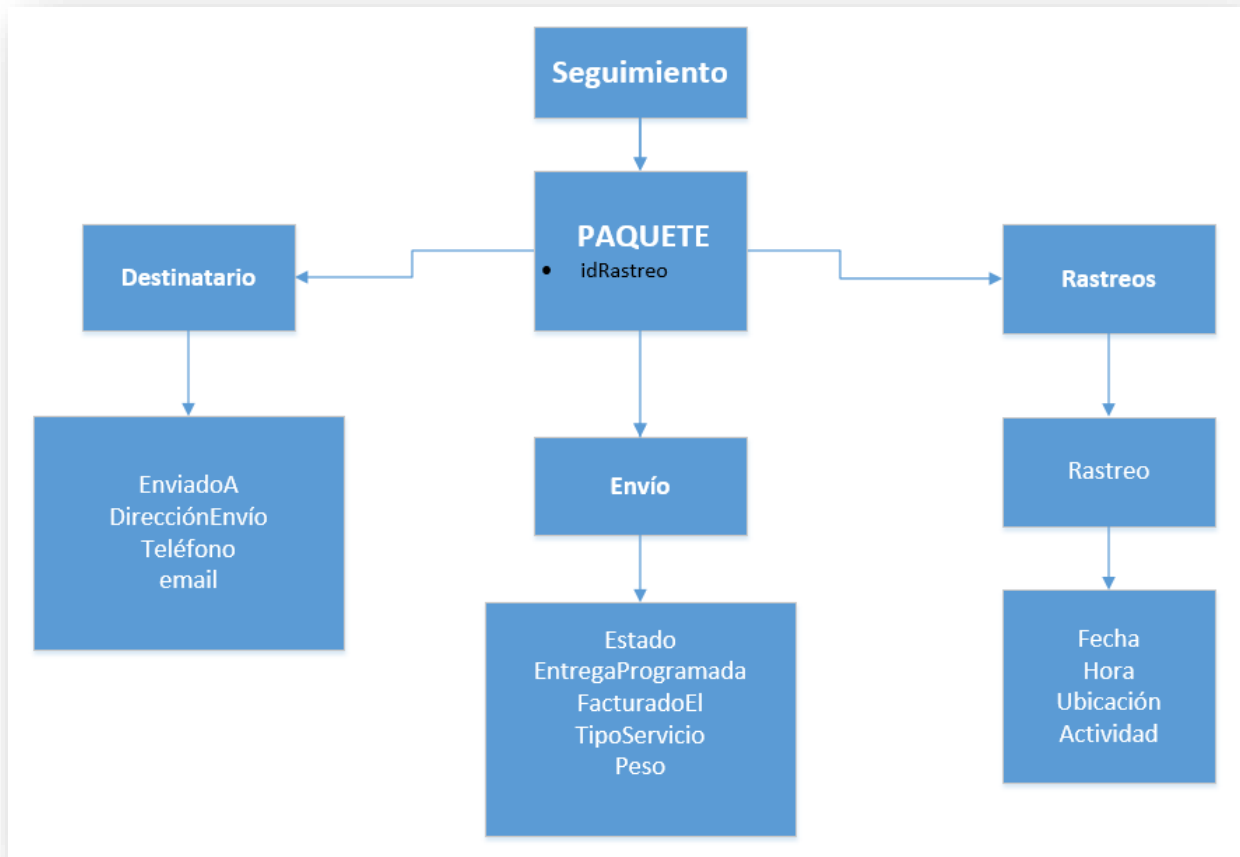 Seguimiento
PAQUETE
• idRastreo
Destinatario
Rastreos
EnviadoA
DirecciónEnvío
Teléfono
email
Envío
Rastreo
Estado
EntregaProgramada
FacturadoEl
TipoServicio
Peso
Fecha
Hora
Ubicación
Actividad